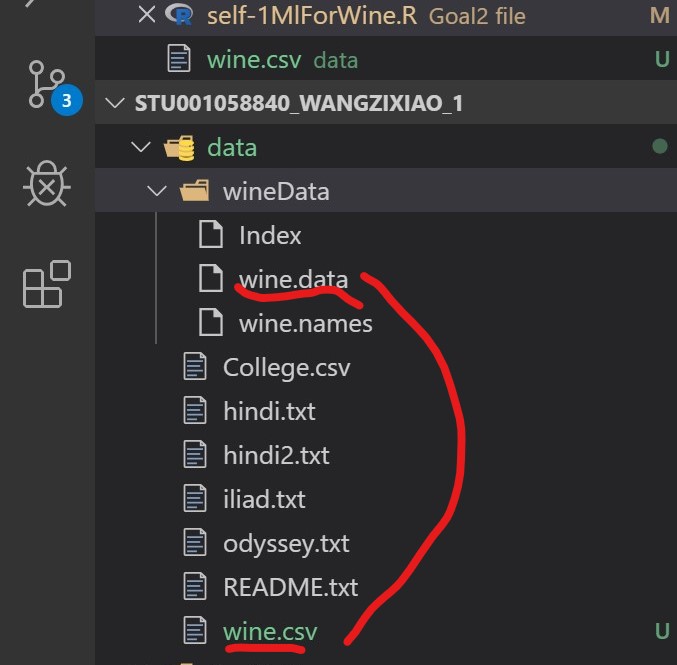 self-1MlForWine.R Goal2 file M
wine.csv data U
3
STU001058840_WANGZIXIAO_1
data
wineData
Index
wine.data
wine.names
College.csv
hindi.txt
hindi2.txt
iliad.txt
odyssey.txt
README.txt
wine.csv U